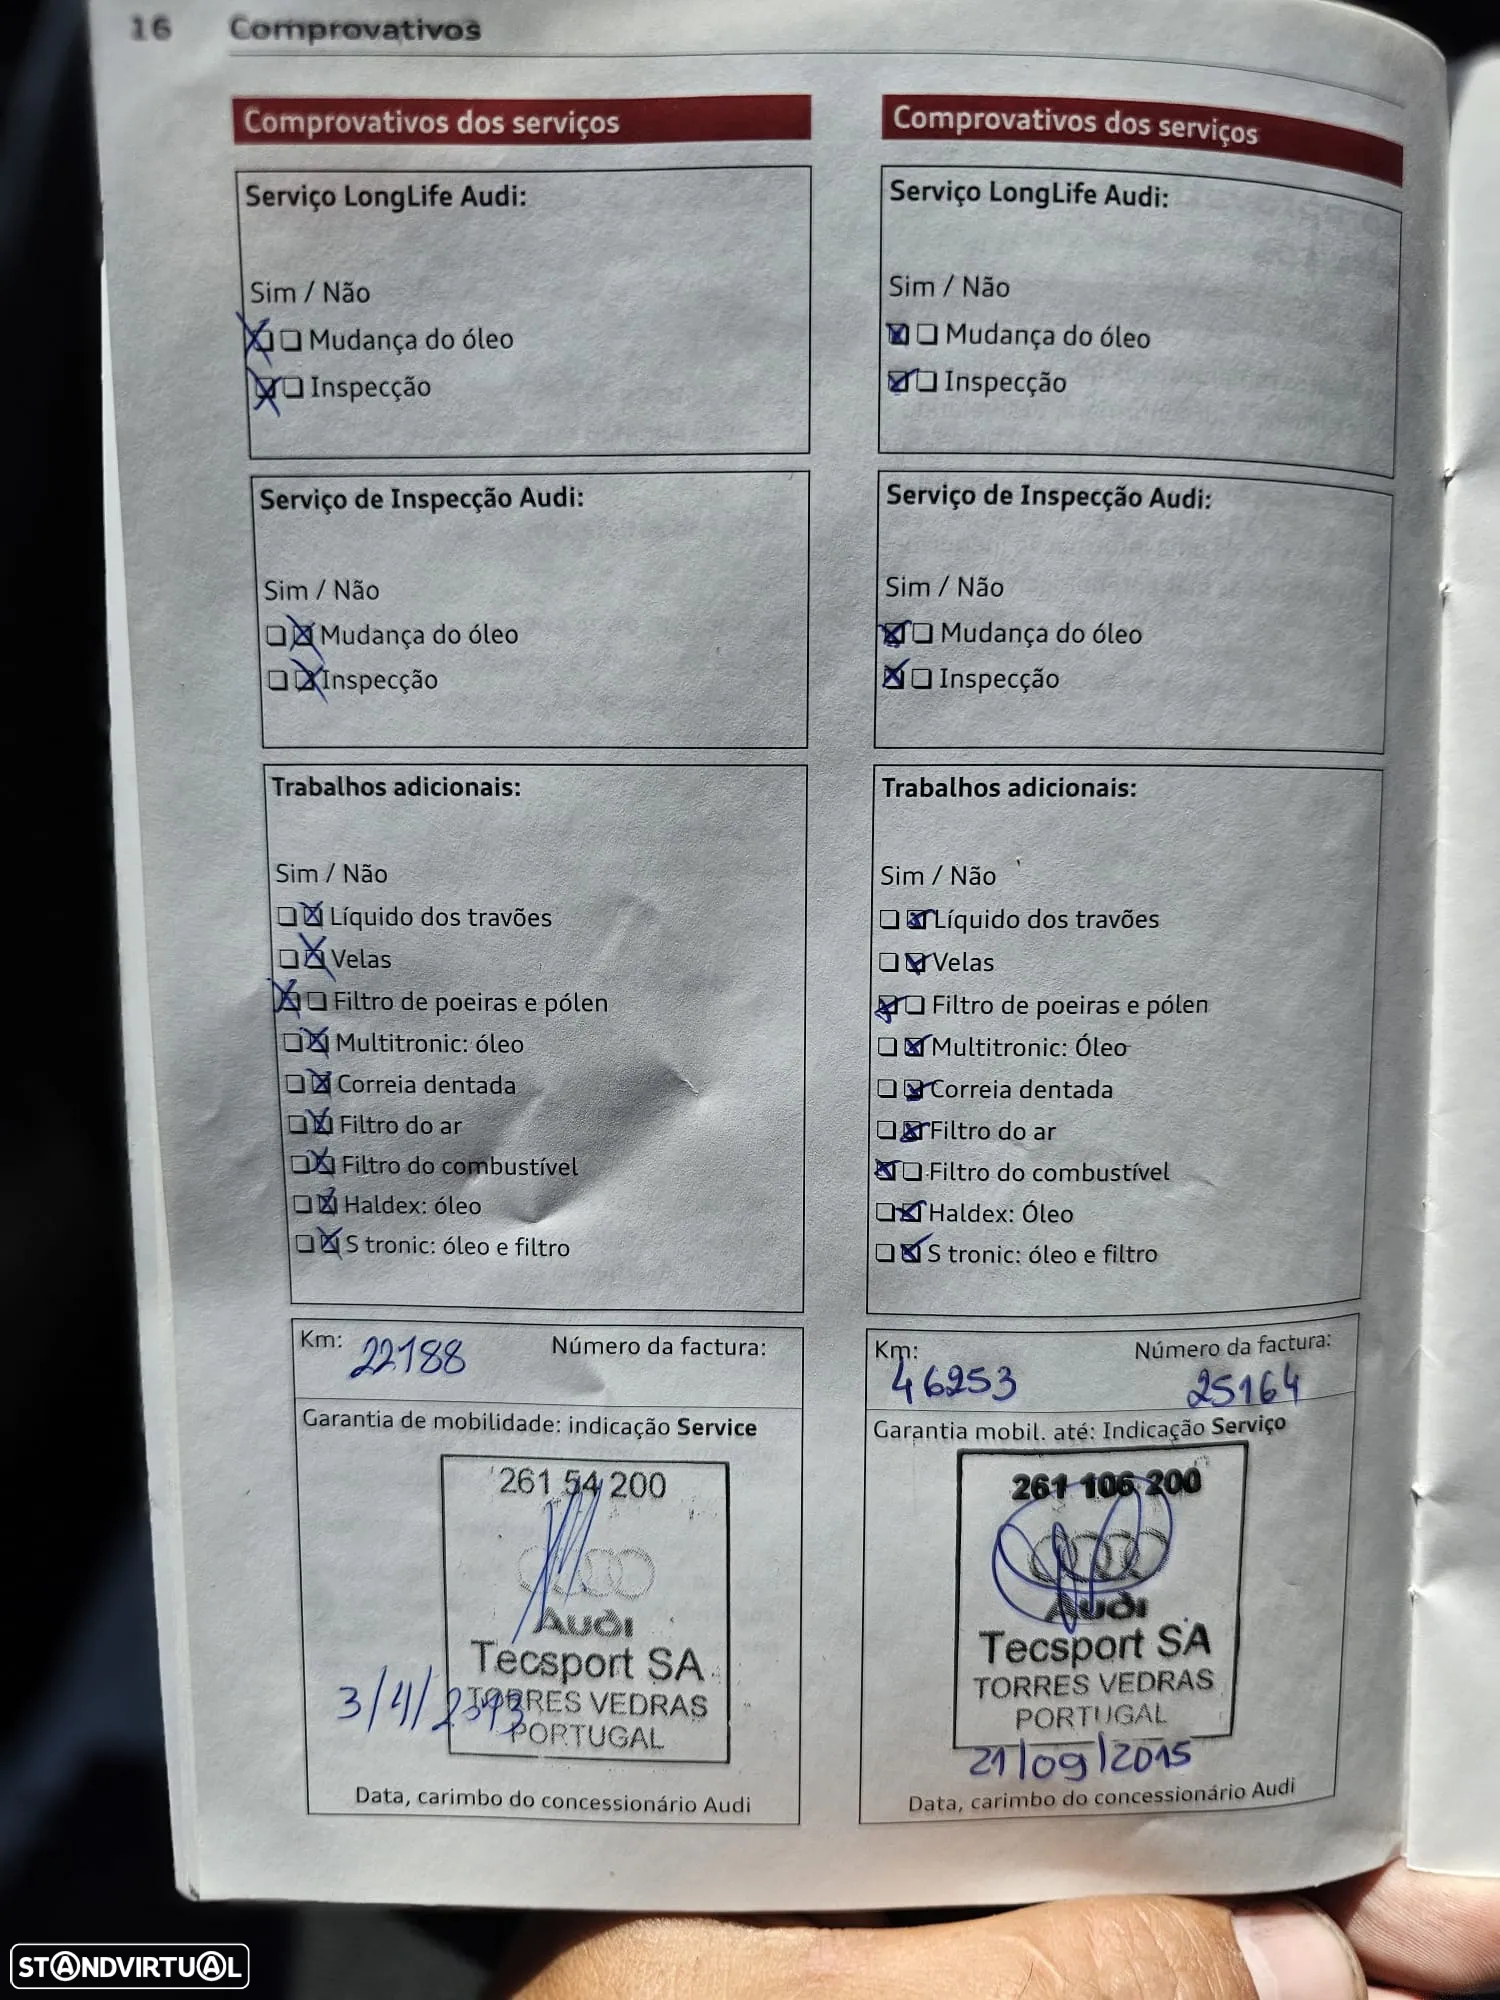 16 Comprovativos
Comprovativos dos serviços
Serviço LongLife Audi:
Sim / Não
Mudança do óleo
Inspecção
Serviço de Inspecção Audi:
Sim / Não
Mudança do óleo
Inspecção
Trabalhos adicionais:
Sim / Não
Líquido dos travões
Velas
Filtro de poeiras e pólen
Multitronic: óleo
Correia dentada
Filtro do ar
Filtro do combustível
Haldex: óleo
S tronic: óleo e filtro
Km: 22188 Número da factura:
Garantia de mobilidade: indicação Service
261 54 200
Audi
Tecsport SA
TORRES VEDRAS
PORTUGAL
3/4/2013
Data, carimbo do concessionário Audi
Comprovativos dos serviços
Serviço LongLife Audi:
Sim / Não
Mudança do óleo
Inspecção
Serviço de Inspecção Audi:
Sim / Não
Mudança do óleo
Inspecção
Trabalhos adicionais:
Sim / Não
Líquido dos travões
Velas
Filtro de poeiras e pólen
Multitronic: Óleo
Correia dentada
Filtro do ar
Filtro do combustível
Haldex: Óleo
S tronic: óleo e filtro
Km: 46253 Número da factura: 25164
Garantia mobil. até: Indicação Serviço
261 106 200
Audi
Tecsport SA
TORRES VEDRAS
PORTUGAL
21/09/2015
Data, carimbo do concessionário Audi
STANDVIRTUAL